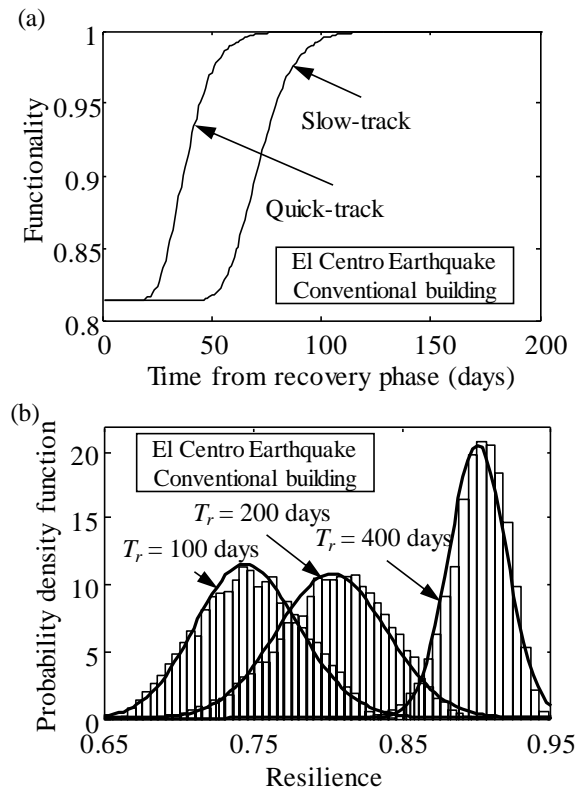 (a)
1
0.95
0.9
0.85
0.8
Functionality
Slow-track
Quick-track
El Centro Earthquake
Conventional building
0 50 100 150 200
Time from recovery phase (days)
(b)
20
15
10
5
0
Probability density function
El Centro Earthquake
Conventional building
Tr = 100 days
Tr = 200 days
Tr = 400 days
0.65 0.75 0.85 0.95
Resilience